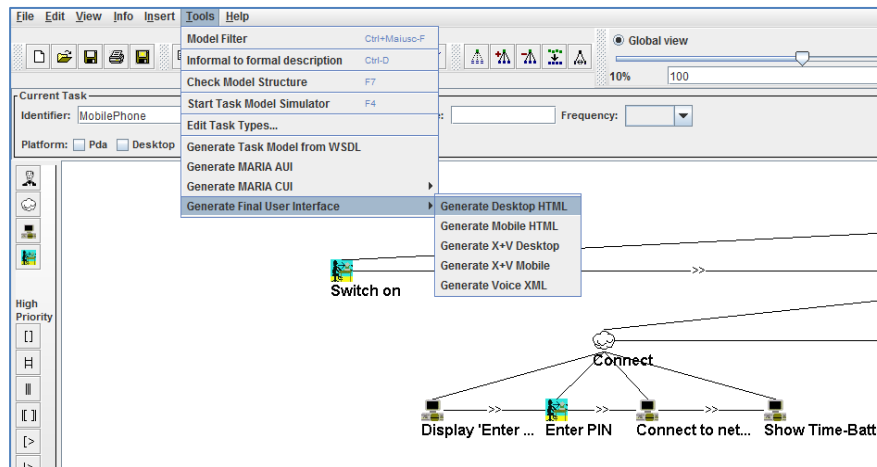 File Edit View Info Insert Tools Help
Model Filter Ctrl+Maiusc-F
Informal to formal description Ctrl-D
Check Model Structure F7
Start Task Model Simulator F4
Edit Task Types...
Generate Task Model from WSDL
Generate MARIA AUI
Generate MARIA CUI
Generate Final User Interface
Generate Desktop HTML
Generate Mobile HTML
Generate X+V Desktop
Generate X+V Mobile
Generate Voice XML
Global view
10% 100
Current Task
Identifier: MobilePhone
Frequency:
Platform: Pda Desktop
High
Priority
[]
|=|
|||
|[]|
[>
|>
Switch on
>>
Connect
>> >> >>
Display 'Enter ... Enter PIN Connect to net... Show Time-Batt